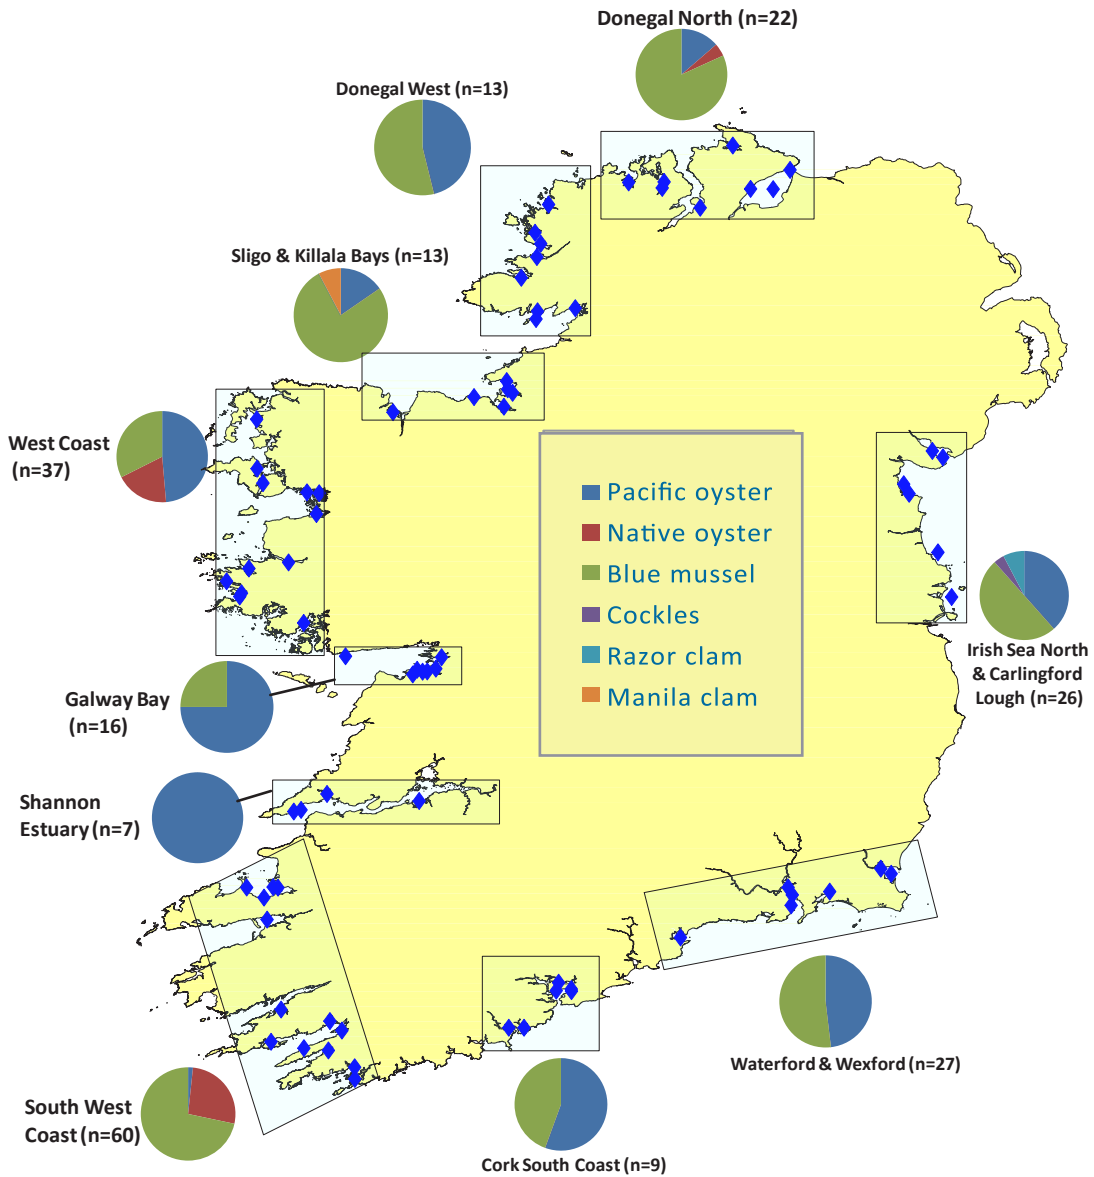 Donegal North (n=22)
Donegal West (n=13)
Sligo & Killala Bays (n=13)
West Coast
(n=37)
Pacific oyster
Native oyster
Blue mussel
Cockles
Razor clam
Manila clam
Irish Sea North
& Carlingford
Lough (n=26)
Galway Bay
(n=16)
Shannon
Estuary (n=7)
Waterford & Wexford (n=27)
South West
Coast (n=60)
Cork South Coast (n=9)